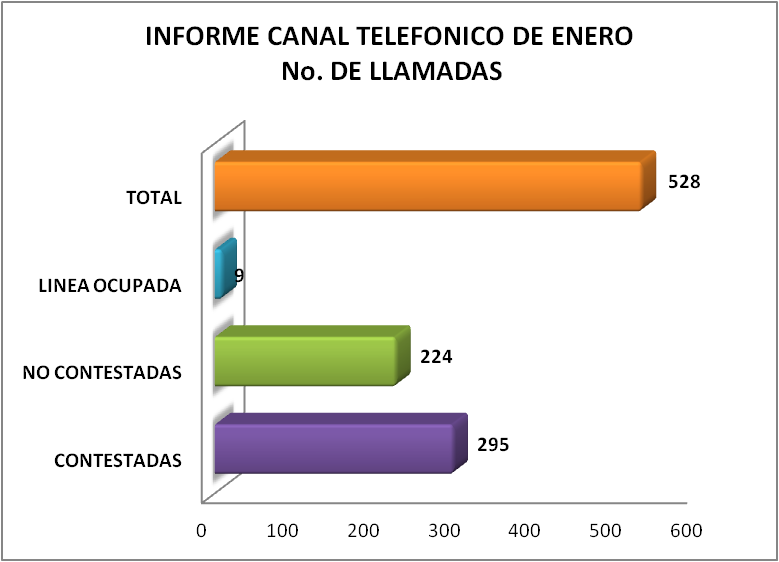 INFORME CANAL TELEFONICO DE ENERO
No. DE LLAMADAS
TOTAL
528
LINEA OCUPADA
9
NO CONTESTADAS
224
CONTESTADAS
295
0 100 200 300 400 500 600